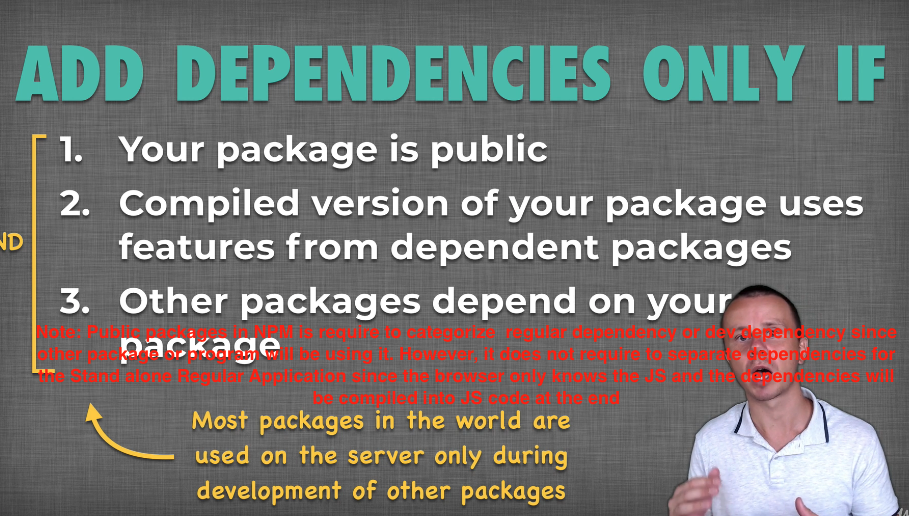 ADD DEPENDENCIES ONLY IF
1. Your package is public
2. Compiled version of your package uses
features from dependent packages
3. Other packages depend on your
package
ND
Note: Public packages in NPM is require to categorize regular dependency or dev dependency since
other package or program will be using it. However, it does not require to separate dependencies for
the Stand alone Regular Application since the browser only knows the JS and the dependencies will
be compiled into JS code at the end
Most packages in the world are
used on the server only during
development of other packages